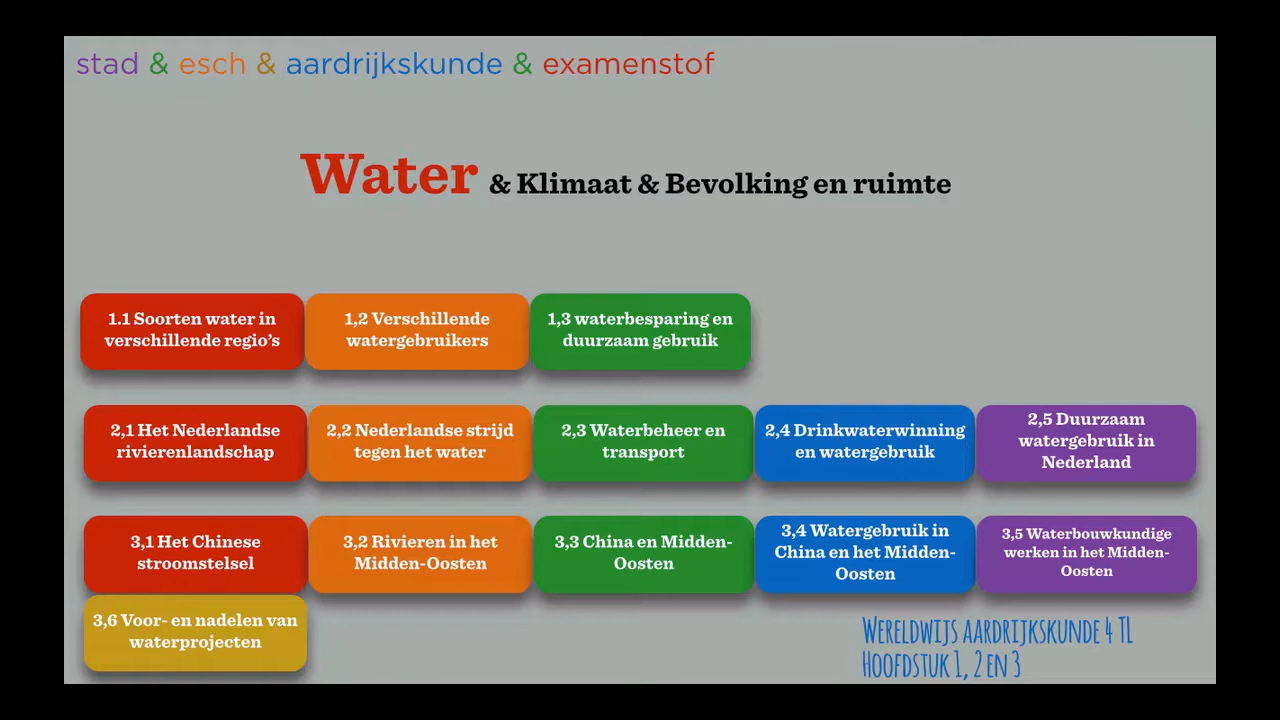 stad & esch & aardrijkskunde & examenstof
Water & Klimaat & Bevolking en ruimte
1.1 Soorten water in
verschillende regio's
1,2 Verschillende
watergebruikers
1,3 waterbesparing en
duurzaam gebruik
2,1 Het Nederlandse
rivierenlandschap
2,2 Nederlandse strijd
tegen het water
2,3 Waterbeheer en
transport
2,4 Drinkwaterwinning
en watergebruik
2,5 Duurzaam
watergebruik in
Nederland
3,1 Het Chinese
stroomstelsel
3,2 Rivieren in het
Midden-Oosten
3,3 China en Midden-
Oosten
3,4 Watergebruik in
China en het Midden-
Oosten
3,5 Waterbouwkundige
werken in het Midden-
Oosten
3,6 Voor- en nadelen van
waterprojecten
Wereldwijs aardrijkskunde 4 TL
Hoofdstuk 1, 2 en 3